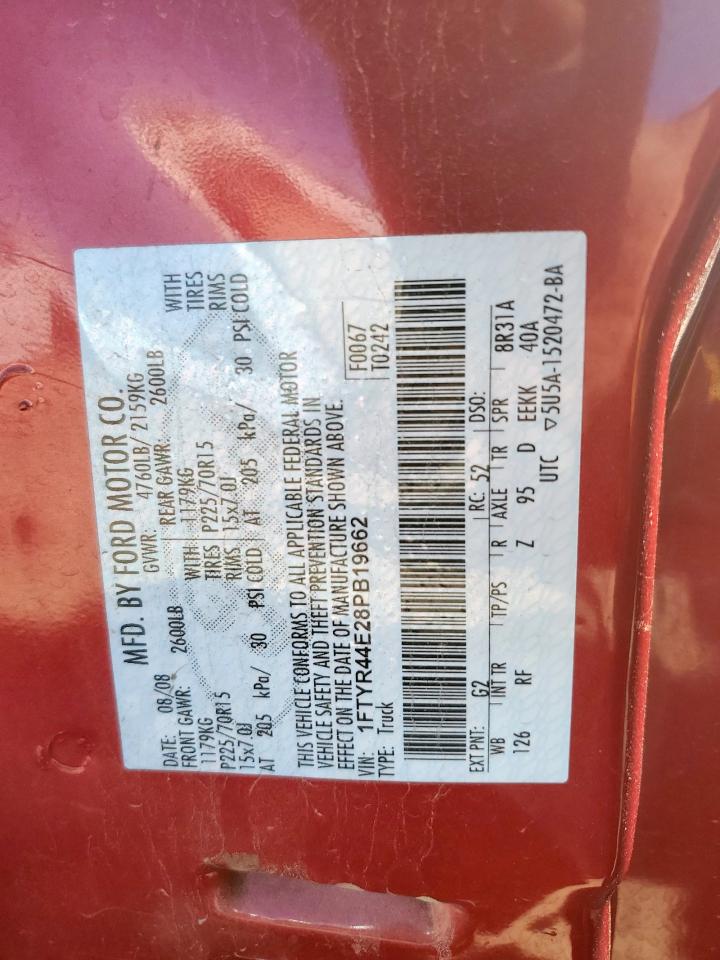 MFD. BY FORD MOTOR CO.
DATE: 08/08 GVWR: 4760LB/ 2159KG
FRONT GAWR: 2600LB REAR GAWR: 2600LB
1179KG WITH 1179KG WITH
P225/70R15 TIRES P225/70R15 TIRES
15x7.0J RIMS 15x7.0J RIMS
AT 205 kPa/ 30 PSI COLD AT 205 kPa/ 30 PSI COLD
THIS VEHICLE CONFORMS TO ALL APPLICABLE FEDERAL MOTOR
VEHICLE SAFETY AND THEFT PREVENTION STANDARDS IN
EFFECT ON THE DATE OF MANUFACTURE SHOWN ABOVE.
VIN: 1FTYR44E28PB19662 F0067
TYPE: Truck T0242
EXT PNT: G2 RC: 52 DSO:
WB INT TR TP/PS R AXLE TR SPR 8R31A
126 RF Z 95 D EEKK 40A
UTC ▽5U5A-1520472-BA